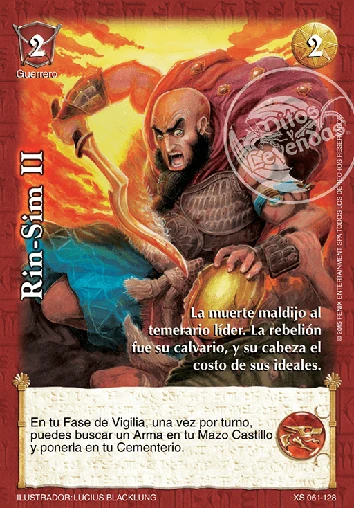 2
2
Guerrero
Mitos
y
Leyendas
Rin-Sim II
La muerte maldijo al
temerario líder. La rebelión
fue su calvario, y su cabeza el
costo de sus ideales.
En tu Fase de Vigilia, una vez por turno,
puedes buscar un Arma en tu Mazo Castillo
y ponerla en tu Cementerio.
ILUSTRADOR: LUCIUS BLACKLUNG
XS 061-128